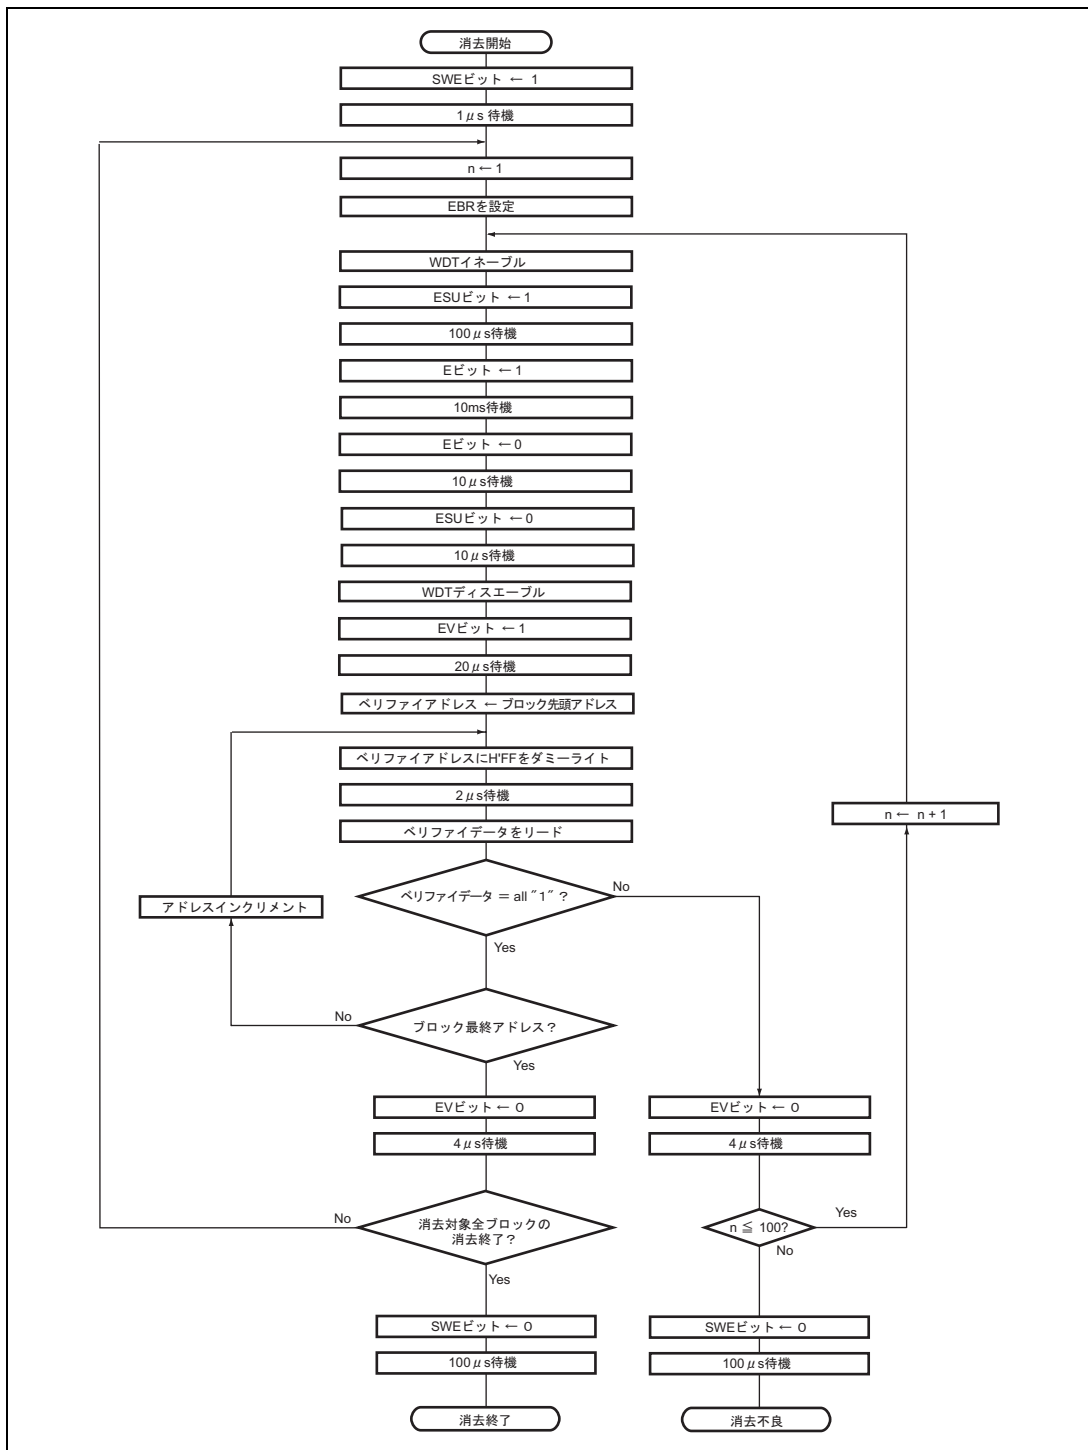 消去開始
SWEビット ← 1
1μs 待機
n ← 1
EBRを設定
WDTイネーブル
ESUビット ← 1
100μs待機
Eビット ← 1
10ms待機
Eビット ← 0
10μs待機
ESUビット ← 0
10μs待機
WDTディスエーブル
EVビット ← 1
20μs待機
ベリファイアドレス ← ブロック先頭アドレス
ベリファイアドレスにH'FFをダミーライト
2μs待機
n ← n + 1
ベリファイデータをリード
ベリファイデータ = all "1" ?
No
アドレスインクリメント
Yes
ブロック最終アドレス？
No
Yes
EVビット ← 0
EVビット ← 0
4μs待機
4μs待機
消去対象全ブロックの
消去終了？
No
Yes
n ≦ 100?
Yes
No
SWEビット ← 0
SWEビット ← 0
100μs待機
100μs待機
消去終了
消去不良